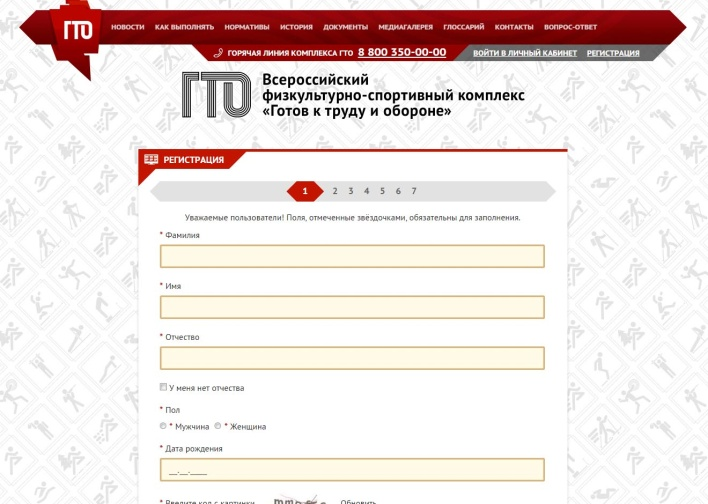 ГТО
НОВОСТИ КАК ВЫПОЛНЯТЬ НОРМАТИВЫ ИСТОРИЯ ДОКУМЕНТЫ МЕДИАГАЛЕРЕЯ ГЛОССАРИЙ КОНТАКТЫ ВОПРОС-ОТВЕТ
ГОРЯЧАЯ ЛИНИЯ КОМПЛЕКСА ГТО 8 800 350-00-00 ВОЙТИ В ЛИЧНЫЙ КАБИНЕТ РЕГИСТРАЦИЯ
ГТО
Всероссийский
физкультурно-спортивный комплекс
«Готов к труду и обороне»
РЕГИСТРАЦИЯ
1 2 3 4 5 6 7
Уважаемые пользователи! Поля, отмеченные звёздочками, обязательны для заполнения.
* Фамилия
* Имя
* Отчество
У меня нет отчества
* Пол
* Мужчина * Женщина
* Дата рождения
__.__.____
* Введите код с картинки Обновить